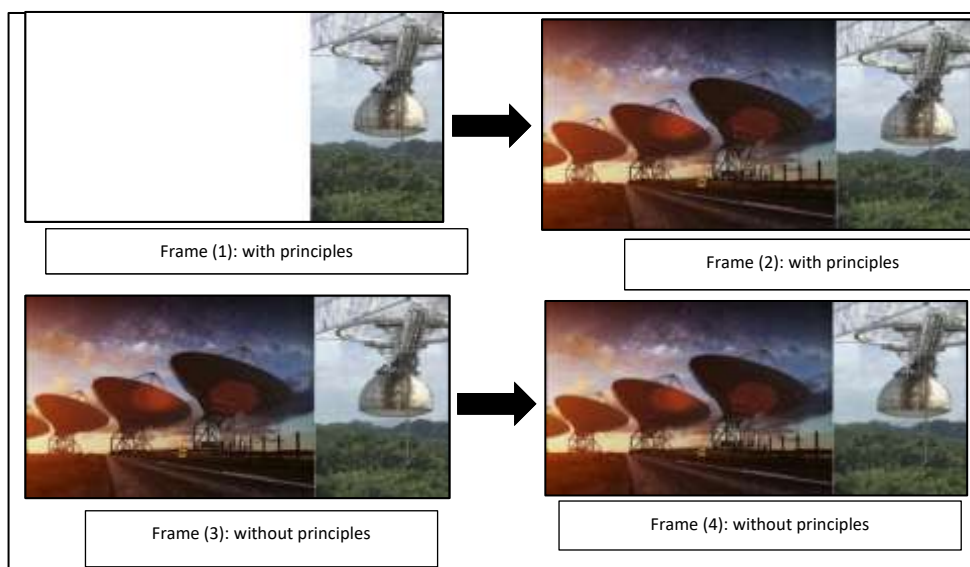 Frame (1): with principles
Frame (2): with principles
Frame (3): without principles
Frame (4): without principles